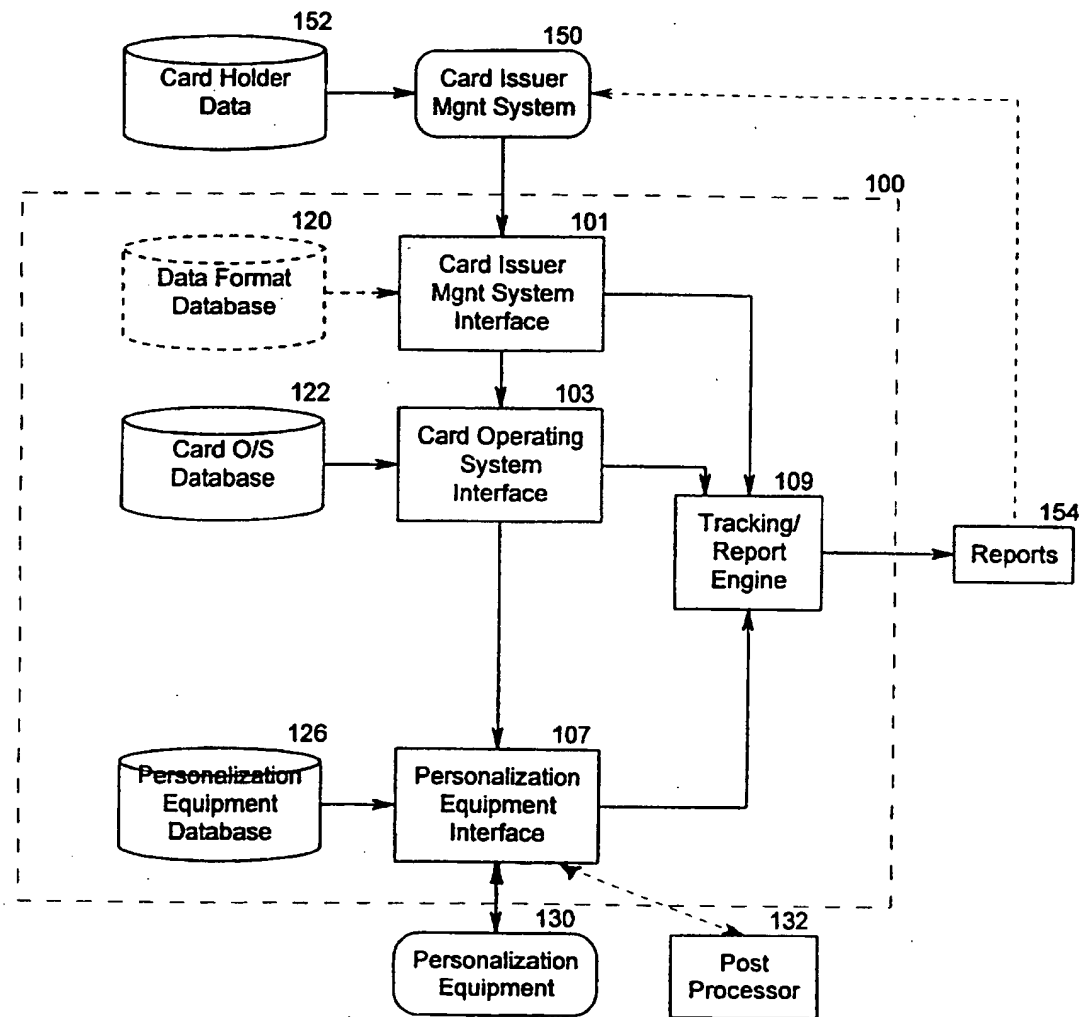 152
Card Holder
Data
150
Card Issuer
Mgnt System
100
120
Data Format
Database
101
Card Issuer
Mgnt System
Interface
122
Card O/S
Database
103
Card Operating
System
Interface
109
Tracking/
Report
Engine
154
Reports
126
Personalization
Equipment
Database
107
Personalization
Equipment
Interface
130
Personalization
Equipment
132
Post
Processor